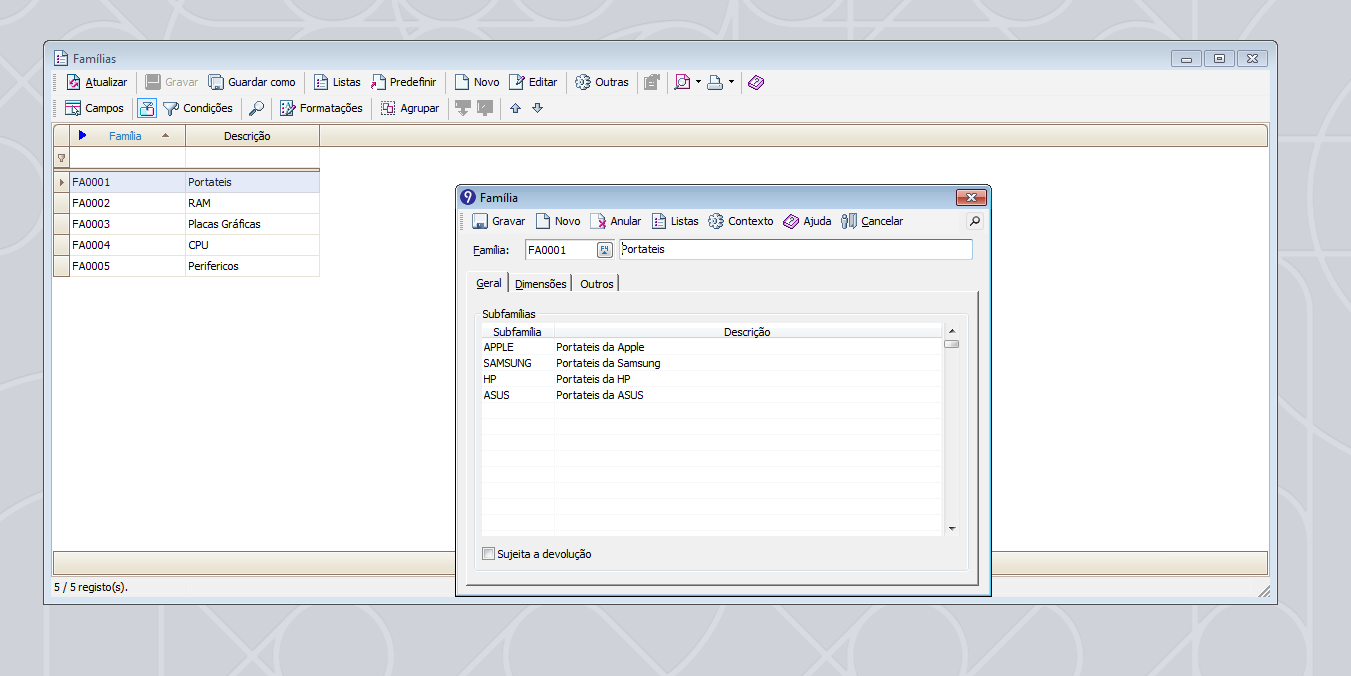 Famílias
Atualizar Gravar Guardar como Listas Predefinir Novo Editar Outras
Campos Condições Formatações Agrupar
Família Descrição
FA0001 Portateis
FA0002 RAM
FA0003 Placas Gráficas
FA0004 CPU
FA0005 Perifericos
5 / 5 registo(s).
9 Família
Gravar Novo Anular Listas Contexto Ajuda Cancelar
Família: FA0001 F4 Portateis
Geral Dimensões Outros
Subfamílias
Subfamília Descrição
APPLE Portateis da Apple
SAMSUNG Portateis da Samsung
HP Portateis da HP
ASUS Portateis da ASUS
Sujeita a devolução